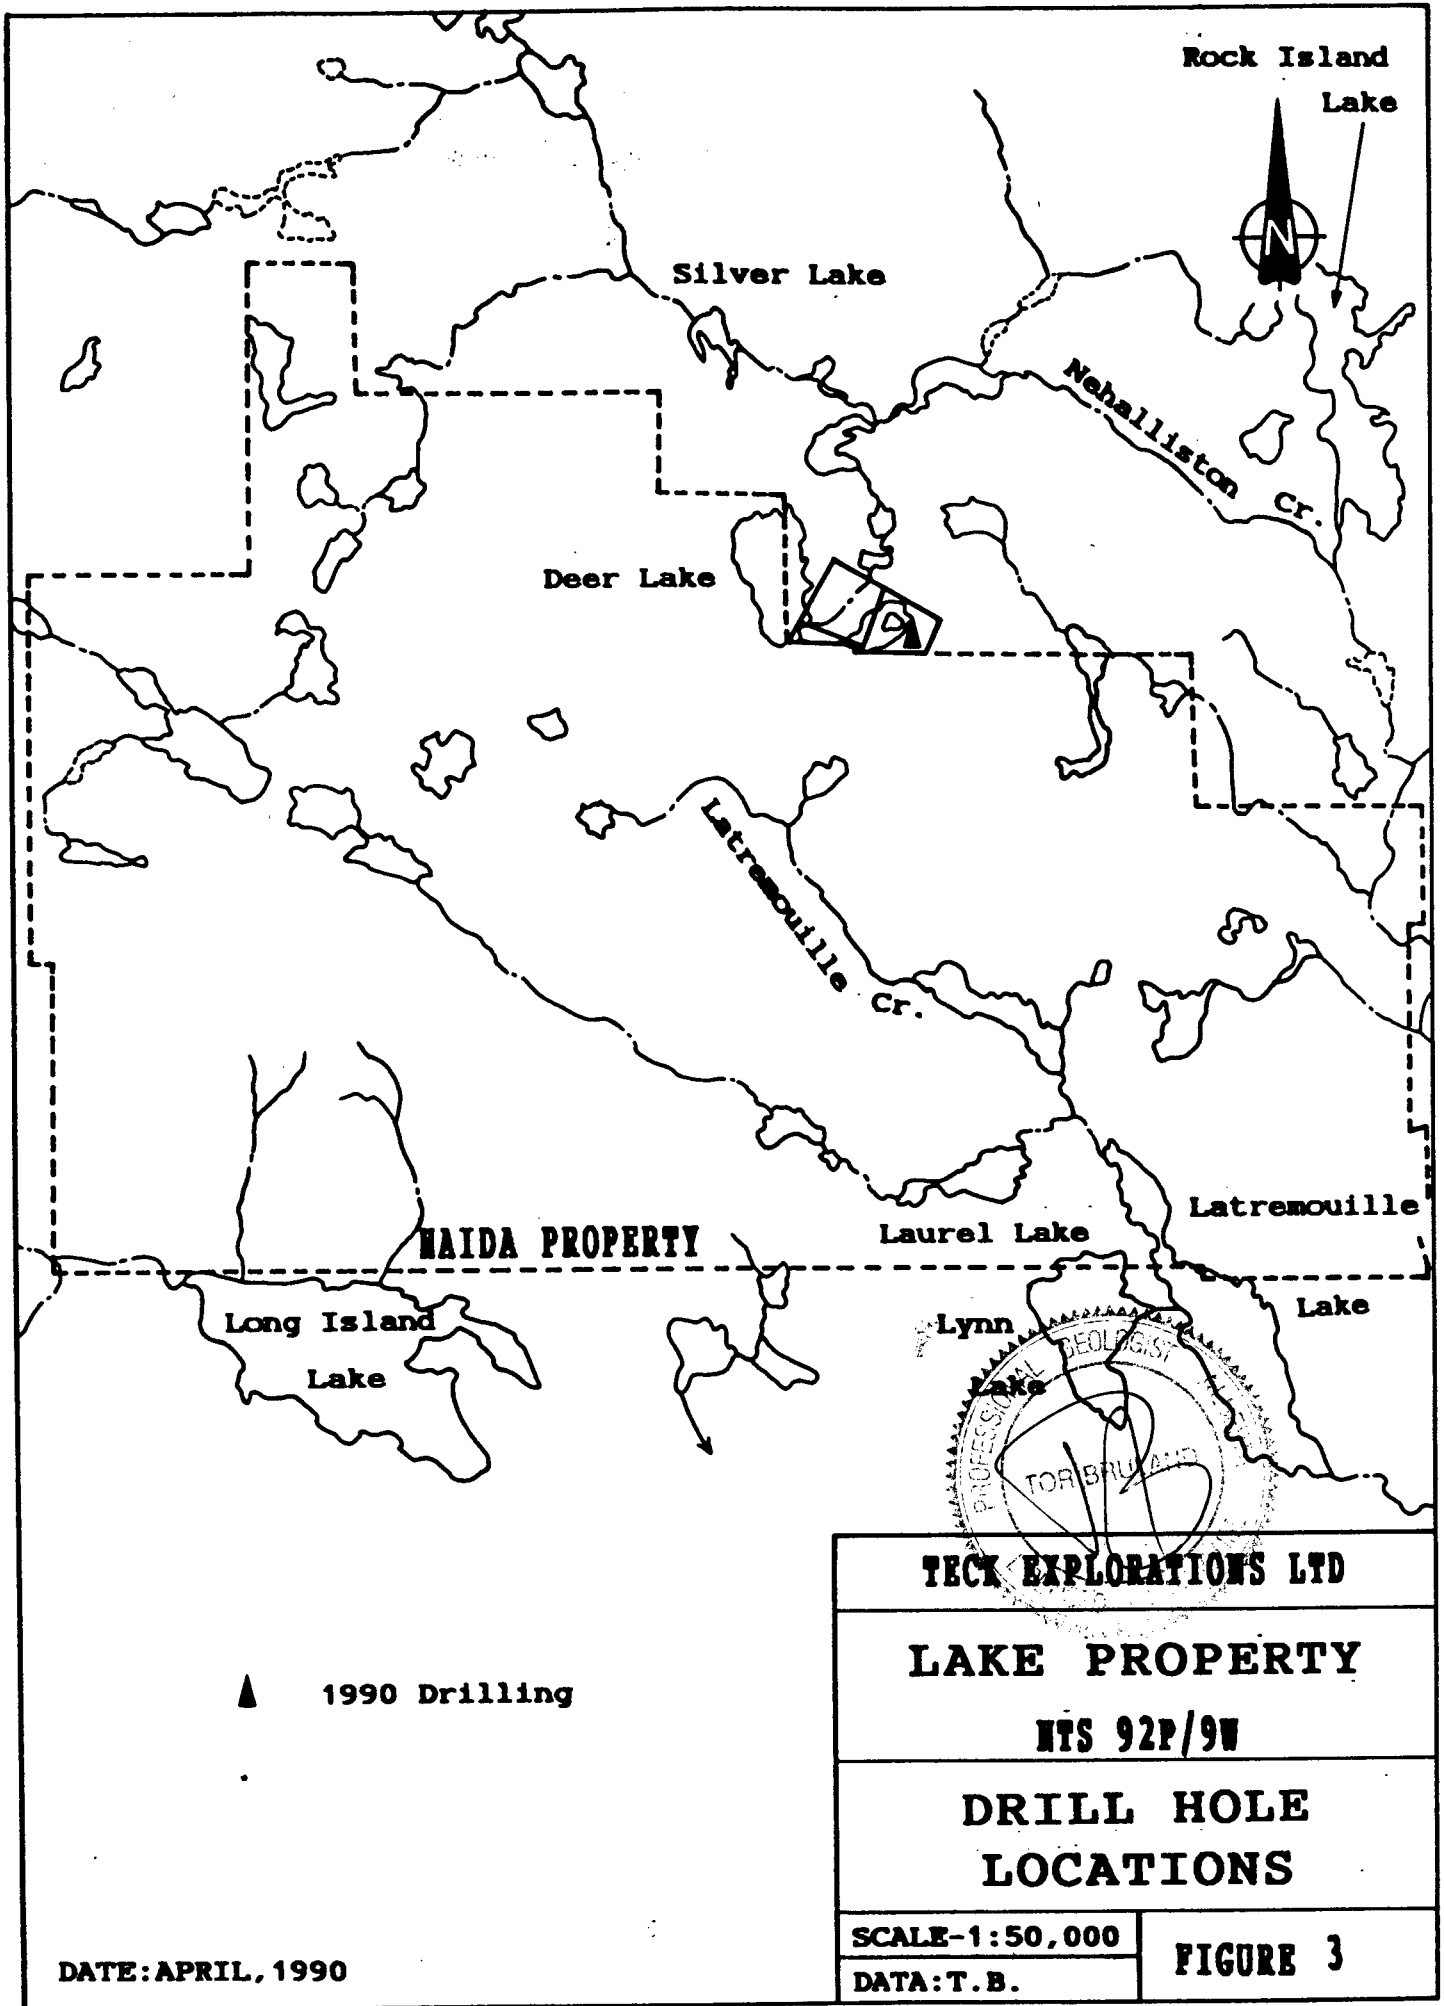 Rock Island
Lake
N
Silver Lake
Nehalliston Cr.
Deer Lake
Latremouille Cr.
HAIDA PROPERTY
Laurel Lake
Latremouille
Lake
Long Island
Lake
Lynn
Lake
PROFESSIONAL GEOLOGIST
TOR BRULAND
TECK EXPLORATIONS LTD
LAKE PROPERTY
NTS 92P/9W
1990 Drilling
DRILL HOLE
LOCATIONS
SCALE-1:50,000
FIGURE 3
DATA:T.B.
DATE:APRIL,1990